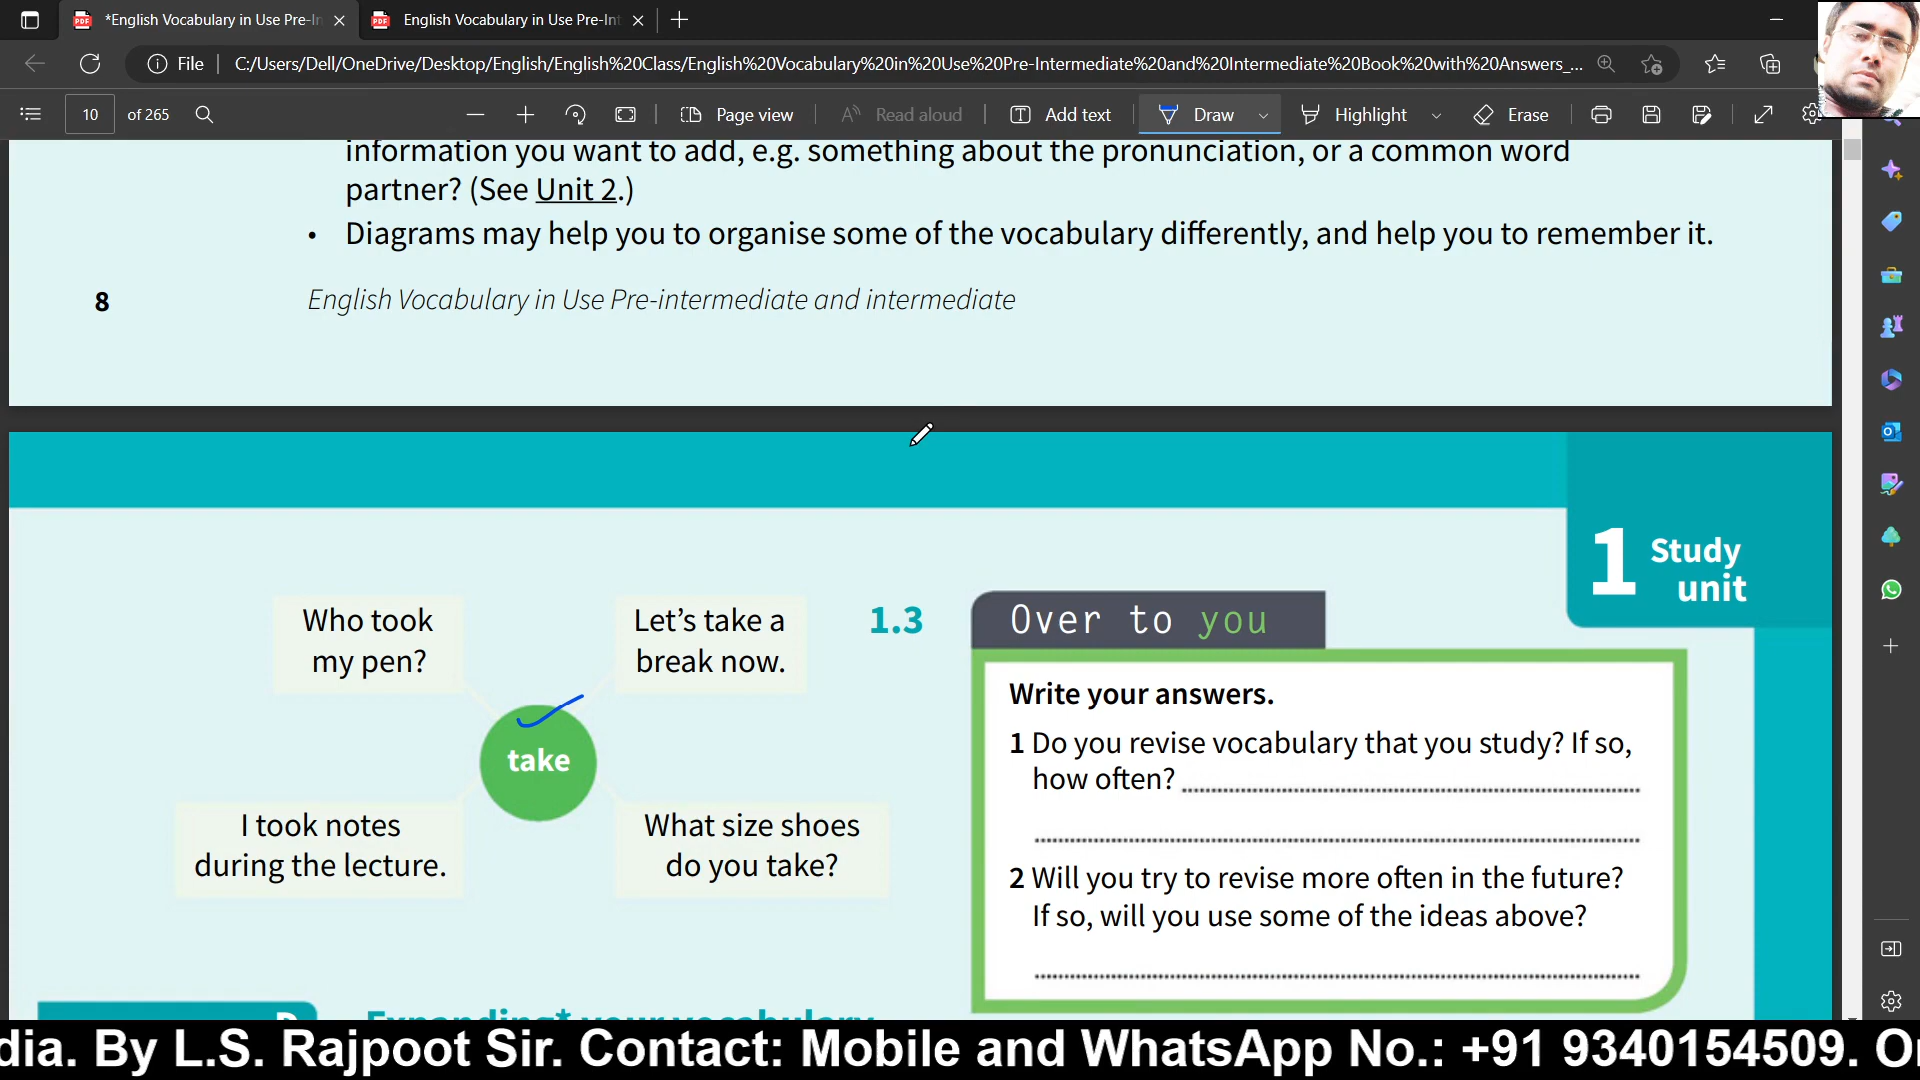 *English Vocabulary in Use Pre-In
English Vocabulary in Use Pre-Int
File
C:/Users/Dell/OneDrive/Desktop/English/English%20Class/English%20Vocabulary%20in%20Use%20Pre-Intermediate%20and%20Intermediate%20Book%20with%20Answers_...
10 of 265
Page view
Read aloud
Add text
Draw
Highlight
Erase
information you want to add, e.g. something about the pronunciation, or a common word
partner? (See Unit 2.)
• Diagrams may help you to organise some of the vocabulary differently, and help you to remember it.
8 English Vocabulary in Use Pre-intermediate and intermediate
1 Study
unit
Who took
my pen?
Let's take a
break now.
take
I took notes
during the lecture.
What size shoes
do you take?
1.3 Over to you
Write your answers.
1 Do you revise vocabulary that you study? If so,
how often?
2 Will you try to revise more often in the future?
If so, will you use some of the ideas above?
Expanding* your vocabulary
dia. By L.S. Rajpoot Sir. Contact: Mobile and WhatsApp No.: +91 9340154509. O